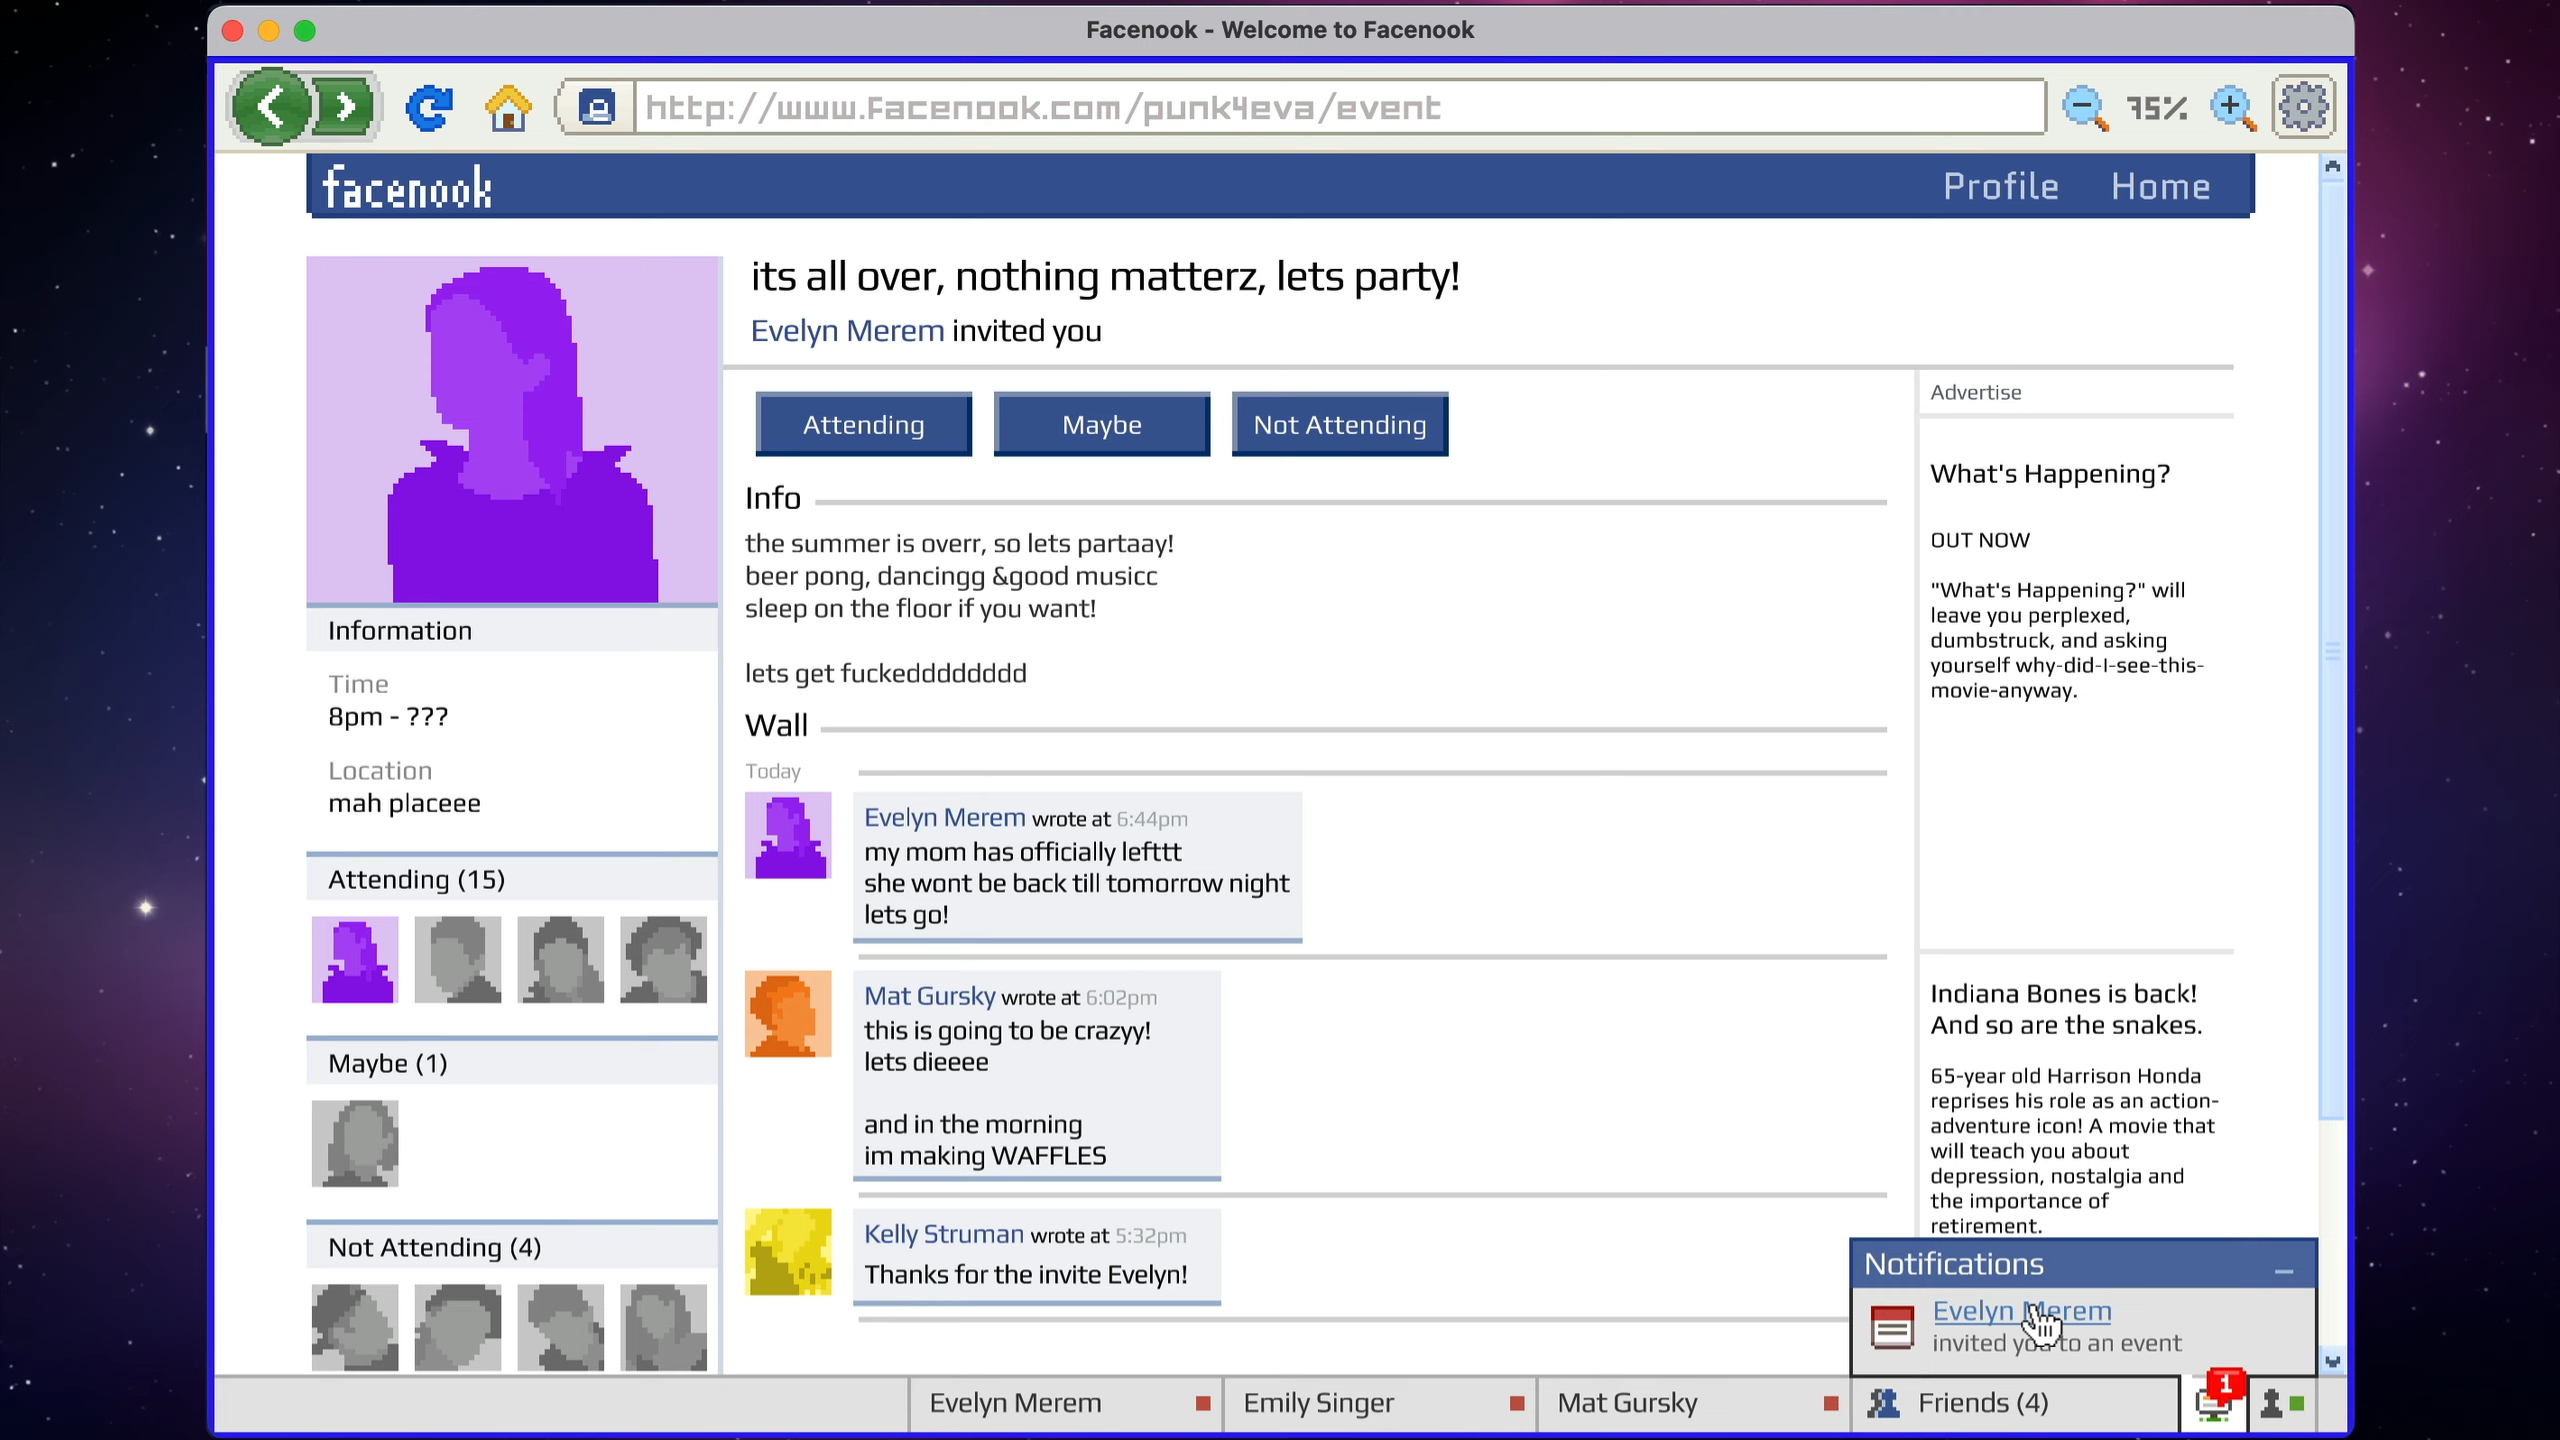 Facenook - Welcome to Facenook
http://www.Facenook.com/punk4eva/event
75%
facenook
Profile
Home
its all over, nothing matterz, lets party!
Evelyn Merem invited you
Attending
Maybe
Not Attending
Info
the summer is overr, so lets partaay!
beer pong, dancingg &good musicc
sleep on the floor if you want!
lets get fuckedddddddd
Wall
Today
Evelyn Merem wrote at 6:44pm
my mom has officially lefttt
she wont be back till tomorrow night
lets go!
Mat Gursky wrote at 6:02pm
this is going to be crazyy!
lets dieeee
and in the morning
im making WAFFLES
Kelly Struman wrote at 5:32pm
Thanks for the invite Evelyn!
Information
Time
8pm - ???
Location
mah placeee
Attending (15)
Maybe (1)
Not Attending (4)
Advertise
What's Happening?
OUT NOW
"What's Happening?" will
leave you perplexed,
dumbstruck, and asking
yourself why-did-I-see-this-
movie-anyway.
Indiana Bones is back!
And so are the snakes.
65-year old Harrison Honda
reprises his role as an action-
adventure icon! A movie that
will teach you about
depression, nostalgia and
the importance of
retirement.
Notifications
Evelyn Merem
invited you to an event
Evelyn Merem
Emily Singer
Mat Gursky
Friends (4)
1